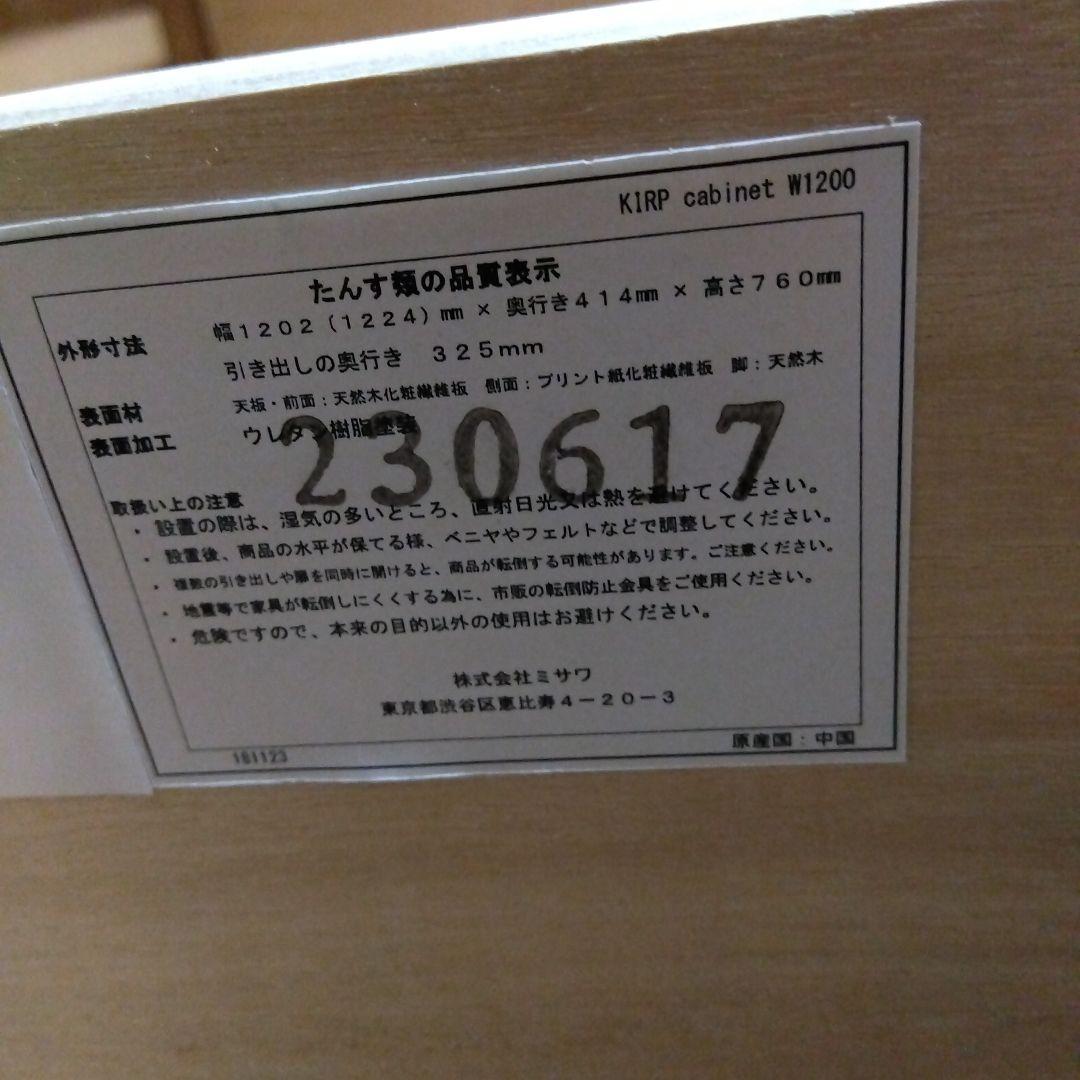 KIRP cabinet W1200
たんす類の品質表示
外形寸法 幅1202(1224)mm × 奥行き414mm × 高さ760mm
引き出しの奥行き 325mm
表面材 天板・前面:天然木化粧繊維板 側面:プリント紙化粧繊維板 脚:天然木
表面加工 ウレタン樹脂塗装
230617
取扱い上の注意
・設置の際は、湿気の多いところ、直射日光又は熱を避けてください。
・設置後、商品の水平が保てる様、ベニヤやフェルトなどで調整してください。
・複数の引き出しや扉を同時に開けると、商品が転倒する可能性があります。ご注意ください。
・地震等で家具が転倒しにくくする為に、市販の転倒防止金具をご使用ください。
・危険ですので、本来の目的以外の使用はお避けください。
株式会社ミサワ
東京都渋谷区恵比寿4-20-3
原産国:中国
161123